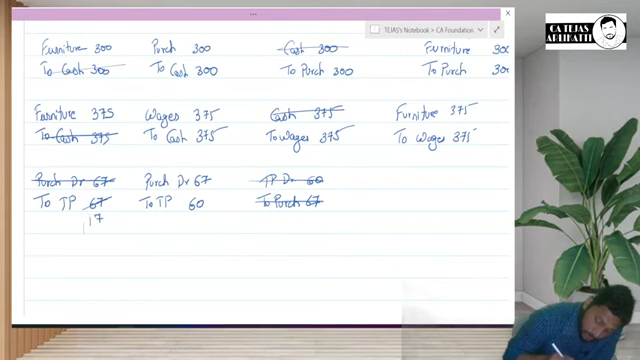 TEJAS's Notebook > CA Foundation
CA TEJAS
Furniture 300
To Cash 300
Purch 300
To Cash 300
Cash 300
To Purch 300
Furniture 300
To Purch 300
Furniture 375
To Cash 375
Wages 375
To Cash 375
Cash 375
To Wages 375
Furniture 375
To Wages 375
Purch Dr 67
To TP 67
17
Purch Dr 67
To TP 60
TP Dr 60
To Purch 67